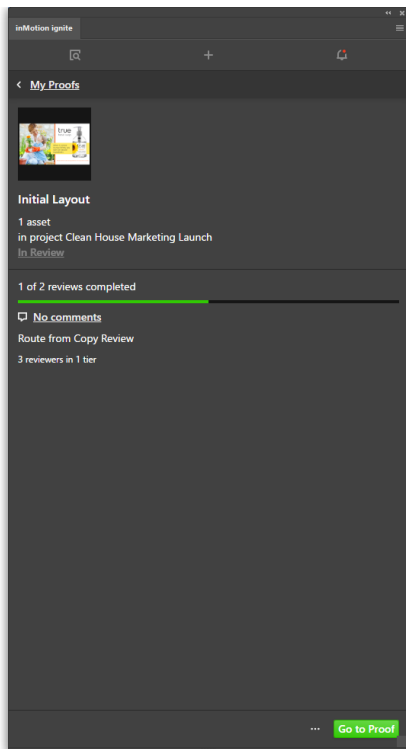 inMotion ignite
My Proofs
true
Initial Layout
1 asset
in project Clean House Marketing Launch
In Review
1 of 2 reviews completed
No comments
Route from Copy Review
3 reviewers in 1 tier
Go to Proof